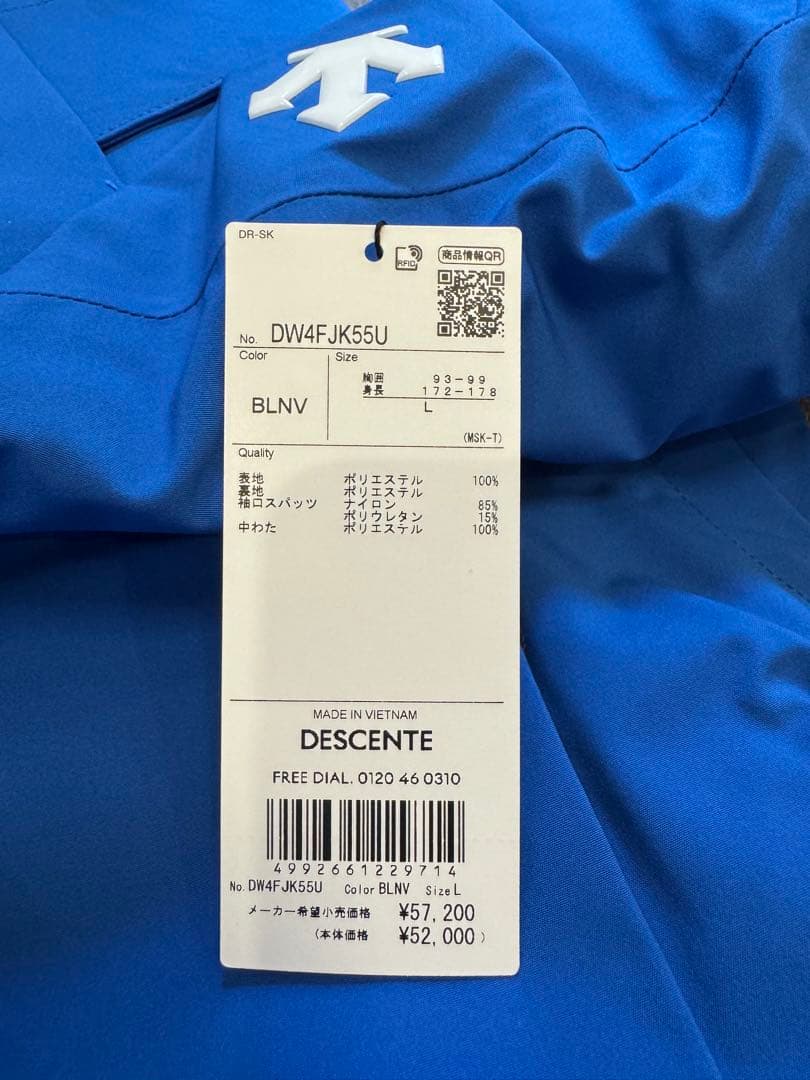 DR-SK
RFID
商品情報QR
No. DW4FJK55U
Color
Size
胸囲 93-99
身長 172-178
BLNV
L
(MSK-T)
Quality
表地 ポリエステル 100%
裏地 ポリエステル
袖口スパッツ ナイロン 85%
ポリウレタン 15%
中わた ポリエステル 100%
MADE IN VIETNAM
DESCENTE
FREE DIAL. 0120 46 0310
4992661229714
No. DW4FJK55U Color BLNV Size L
メーカー希望小売価格 ¥57,200
(本体価格 ¥52,000)